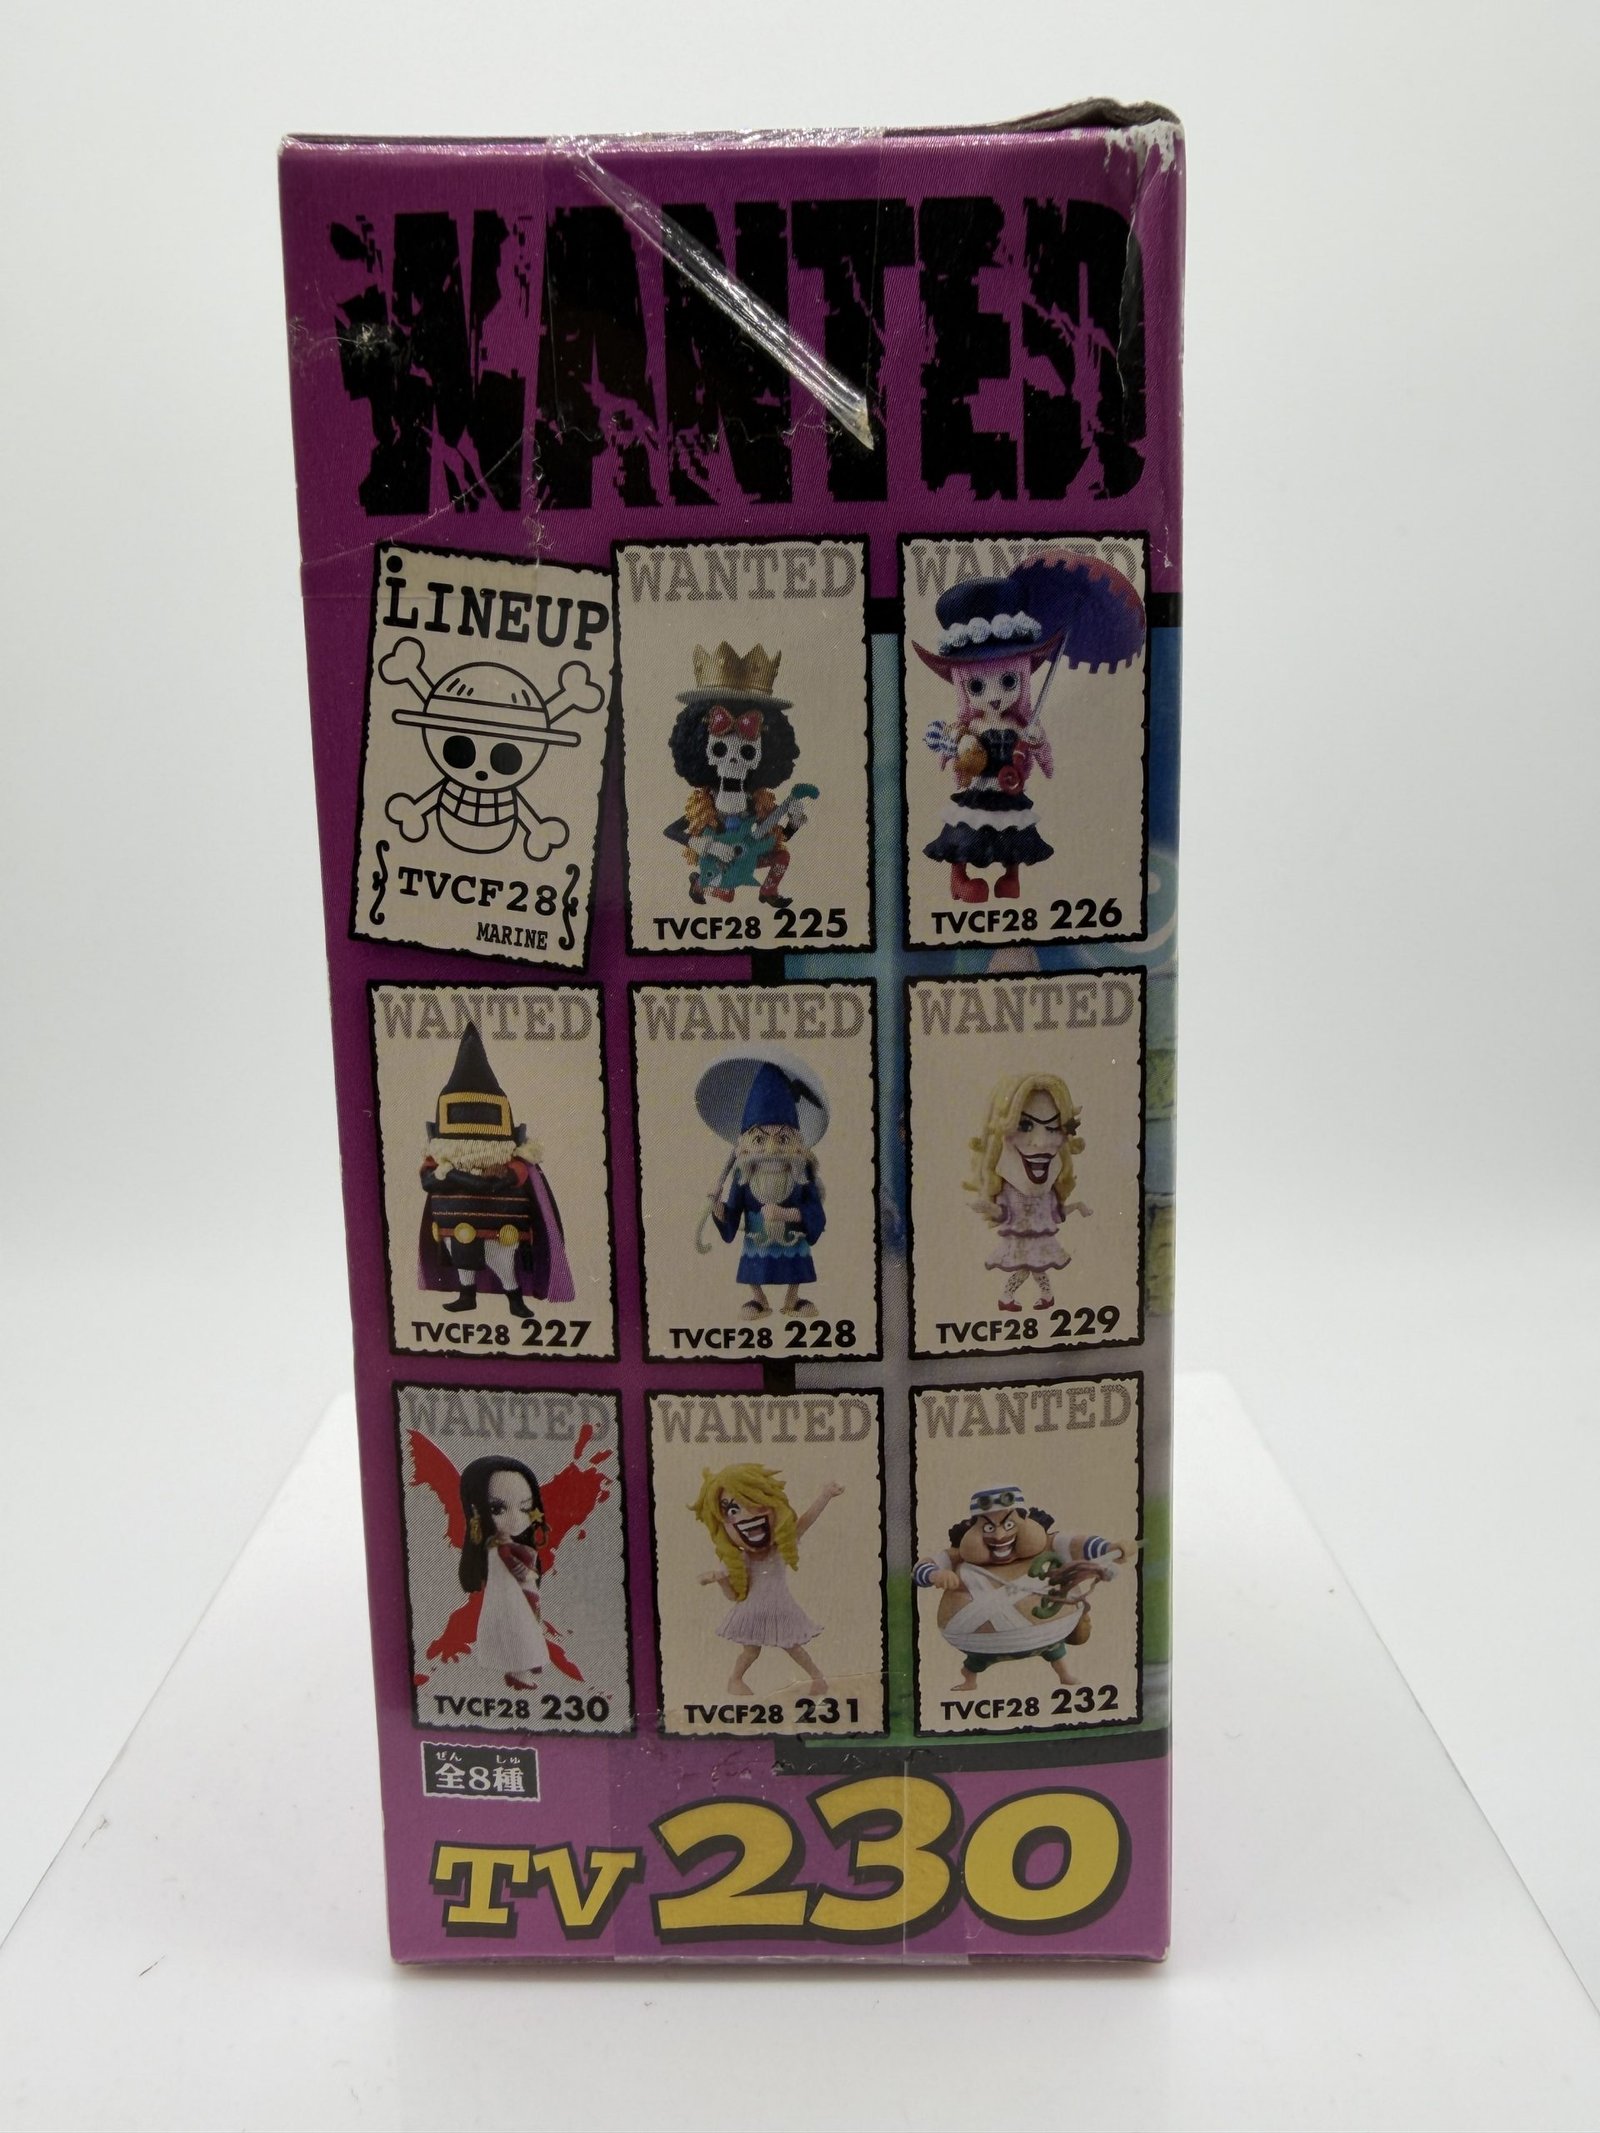 WANTED
LINEUP
TVCF28
MARINE
WANTED
TVCF28 225
WANTED
TVCF28 226
WANTED
TVCF28 227
WANTED
TVCF28 228
WANTED
TVCF28 229
WANTED
TVCF28 230
WANTED
TVCF28 231
WANTED
TVCF28 232
ぜん しゅ
全8種
TV 230